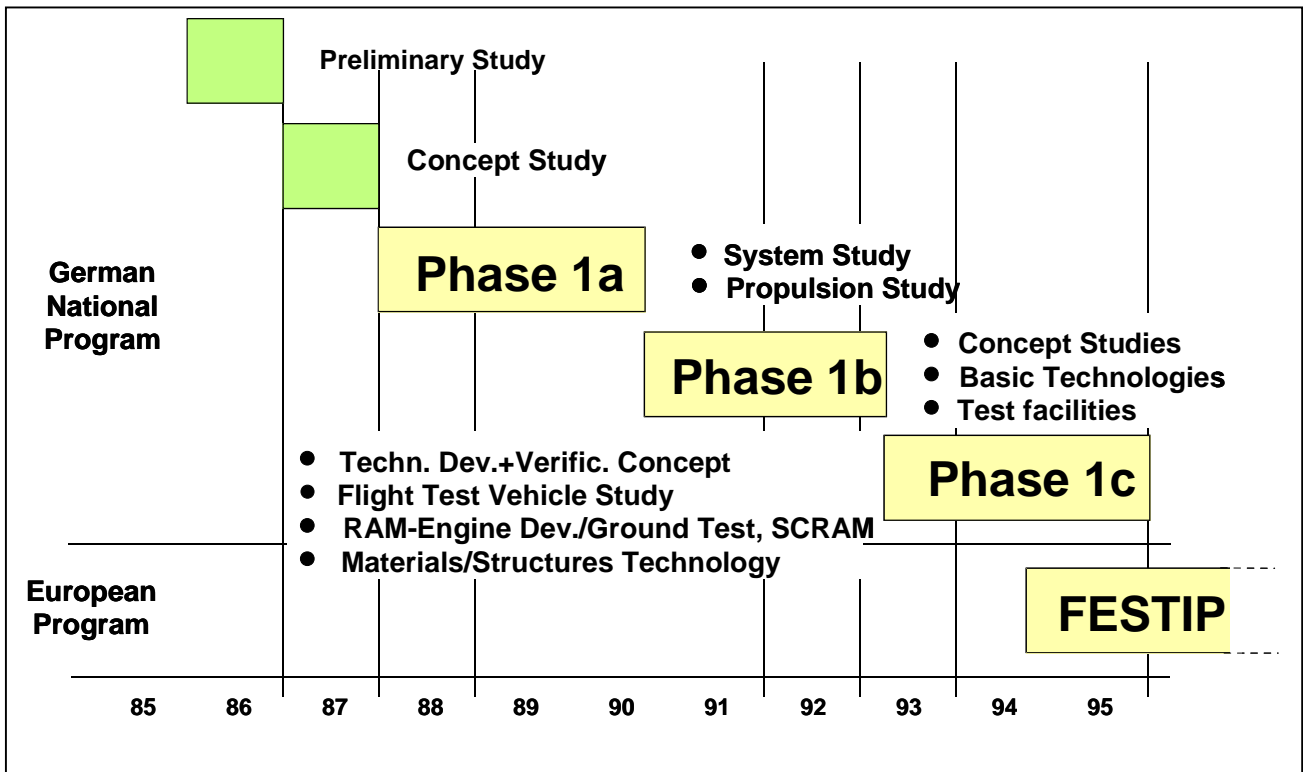 Preliminary Study
Concept Study
German
National
Program
Phase 1a
● System Study
● Propulsion Study
Phase 1b
● Concept Studies
● Basic Technologies
● Test facilities
● Techn. Dev.+Verific. Concept
● Flight Test Vehicle Study
● RAM-Engine Dev./Ground Test, SCRAM
● Materials/Structures Technology
Phase 1c
European
Program
FESTIP
85 86 87 88 89 90 91 92 93 94 95